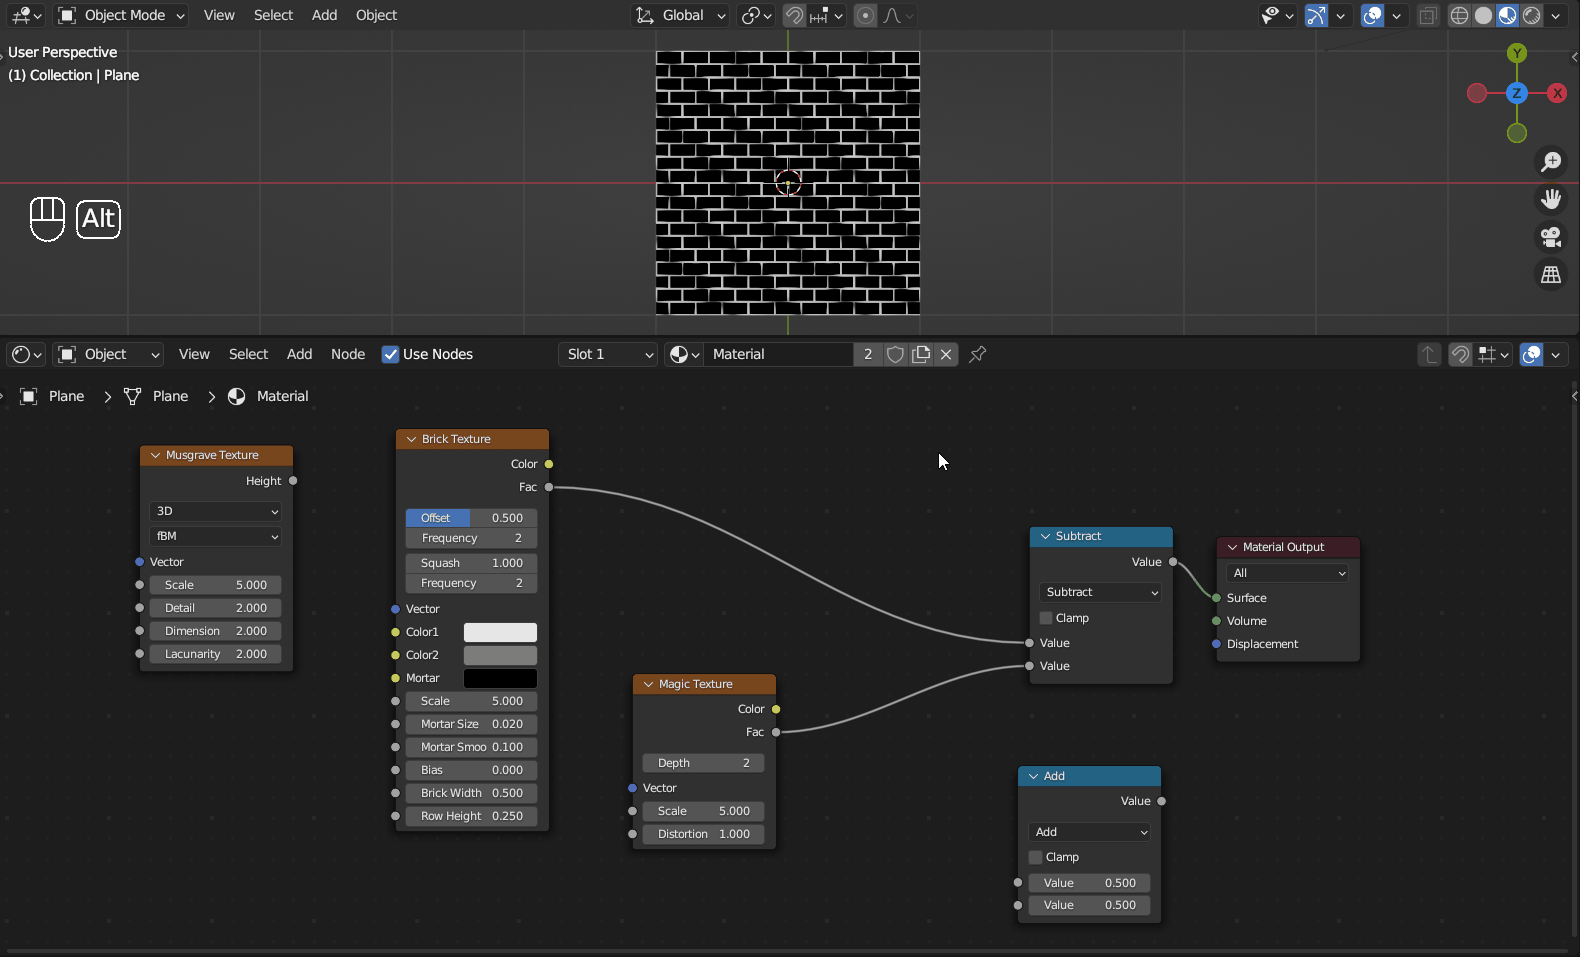 Object Mode View Select Add Object Global
User Perspective
(1) Collection | Plane
Y
Z
X
Alt
Object View Select Add Node Use Nodes Slot 1 Material 2
Plane > Plane > Material
Musgrave Texture
Height
3D
fBM
Vector
Scale 5.000
Detail 2.000
Dimension 2.000
Lacunarity 2.000
Brick Texture
Color
Fac
Offset 0.500
Frequency 2
Squash 1.000
Frequency 2
Vector
Color1
Color2
Mortar
Scale 5.000
Mortar Size 0.020
Mortar Smoo 0.100
Bias 0.000
Brick Width 0.500
Row Height 0.250
Magic Texture
Color
Fac
Depth 2
Vector
Scale 5.000
Distortion 1.000
Subtract
Value
Subtract
Clamp
Value
Value
Material Output
All
Surface
Volume
Displacement
Add
Value
Add
Clamp
Value 0.500
Value 0.500